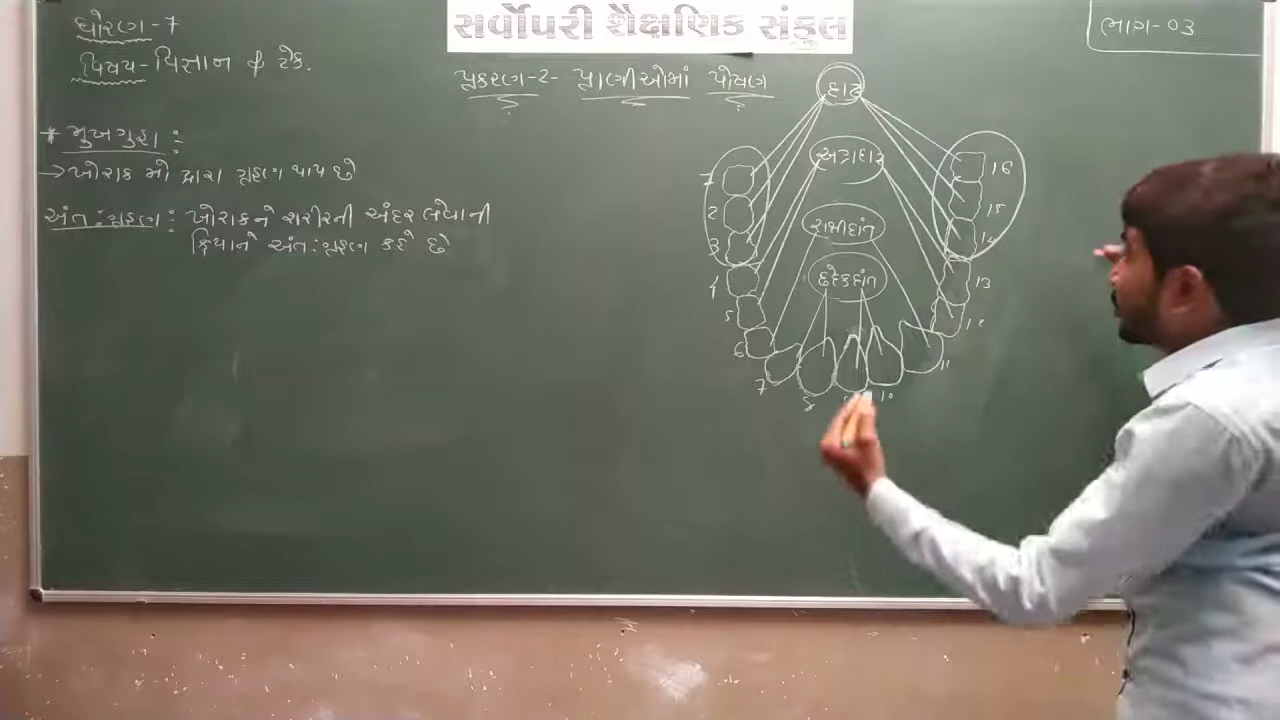 સર્વોપરી શૈક્ષણિક સંકુલ
ધોરણ-7
વિષય-વિજ્ઞાન & ટેક.
ભાગ-03
પ્રકરણ-2- પ્રાણીઓમાં પોષણ
* મુખગુહા:
→ખોરાક મોં દ્વારા ગ્રહણ થાય છે
અંત:ગ્રહણ: ખોરાકને શરીરની અંદર લેવાની
ક્રિયાને અંત:ગ્રહણ કહે છે
દાઢ
અગ્રદાઢ
રાક્ષીદાંત
છેદકદાંત
1
2
3
4
5
6
7
8
10
11
12
13
14
15
16